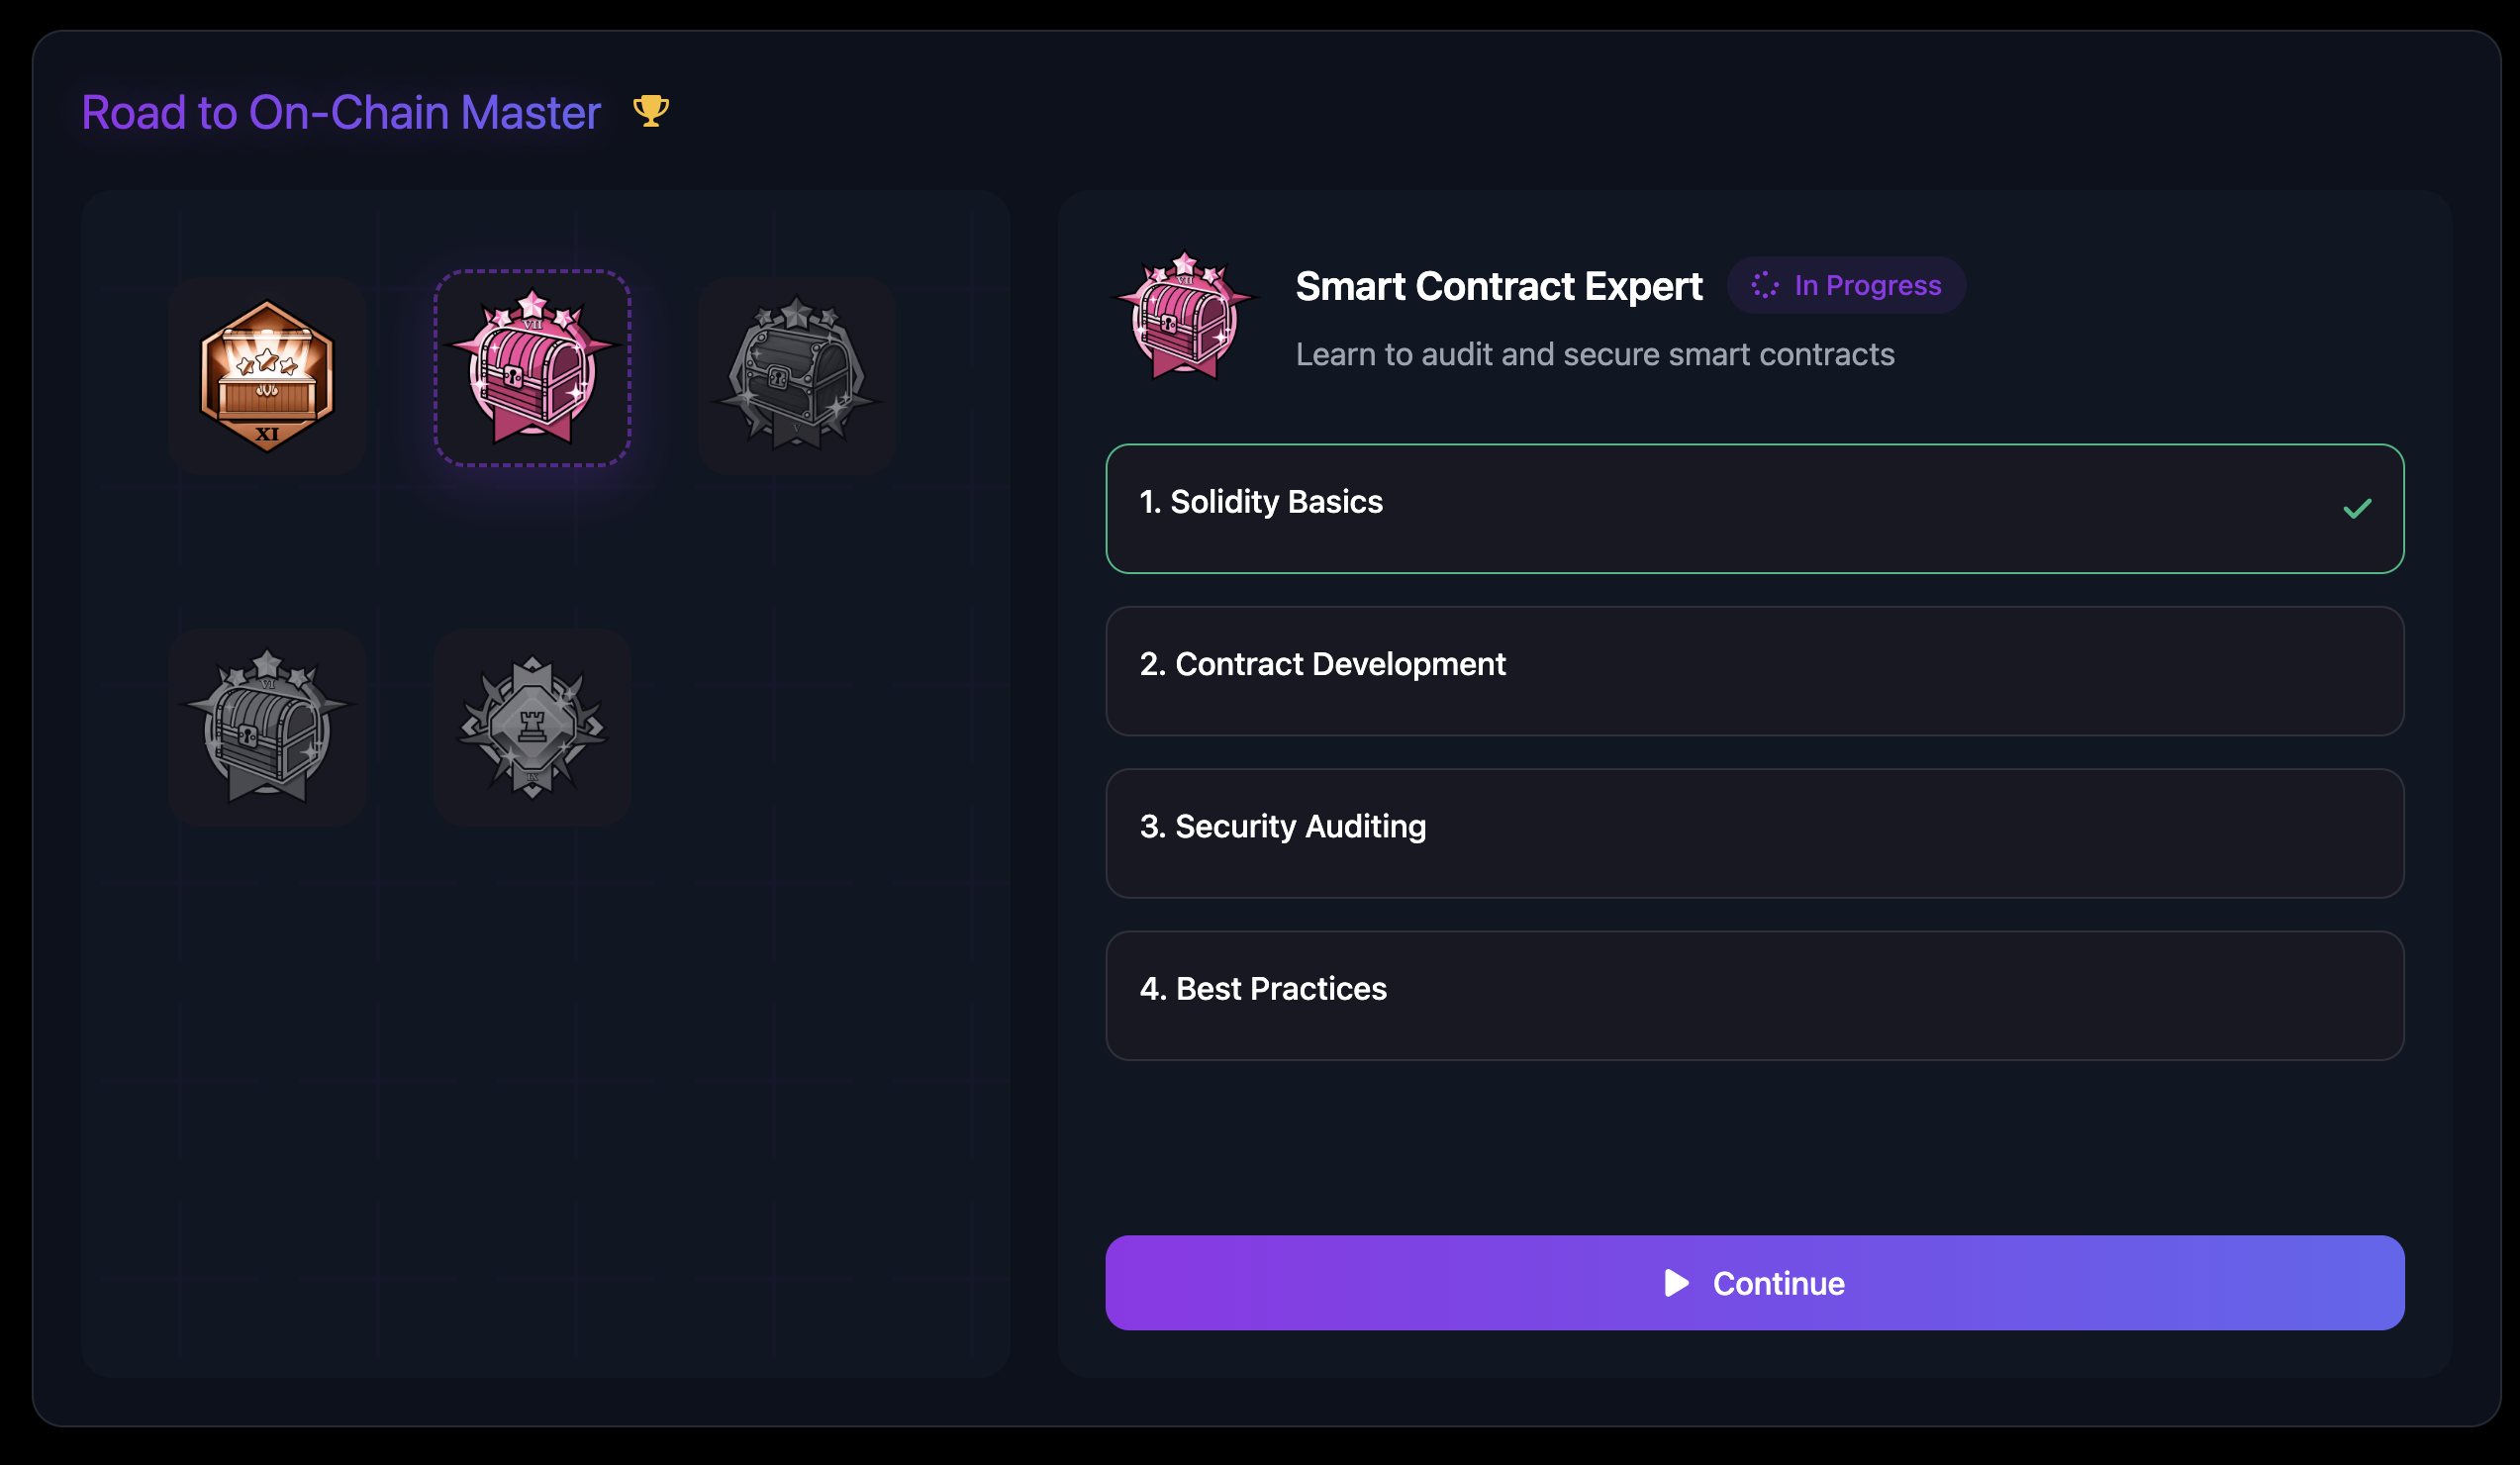 Road to On-Chain Master
XI
VII
V
VI
IX
VII
Smart Contract Expert
In Progress
Learn to audit and secure smart contracts
1. Solidity Basics
2. Contract Development
3. Security Auditing
4. Best Practices
Continue